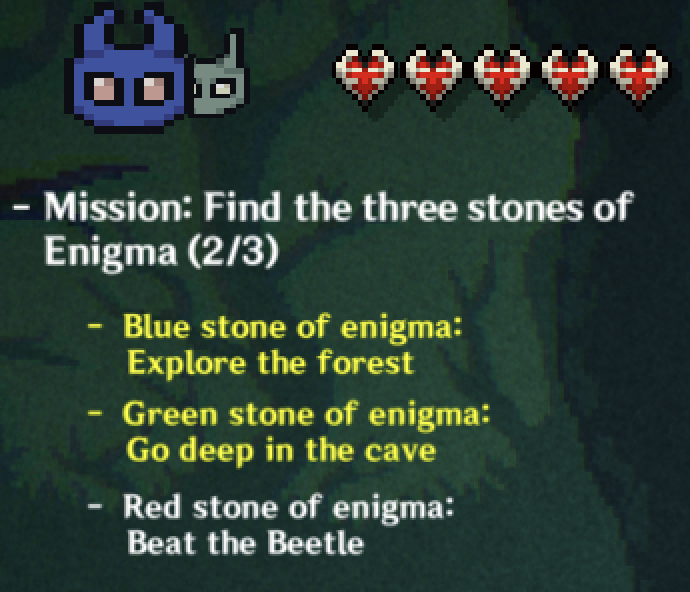 - Mission: Find the three stones of
Enigma (2/3)
- Blue stone of enigma:
Explore the forest
- Green stone of enigma:
Go deep in the cave
- Red stone of enigma:
Beat the Beetle